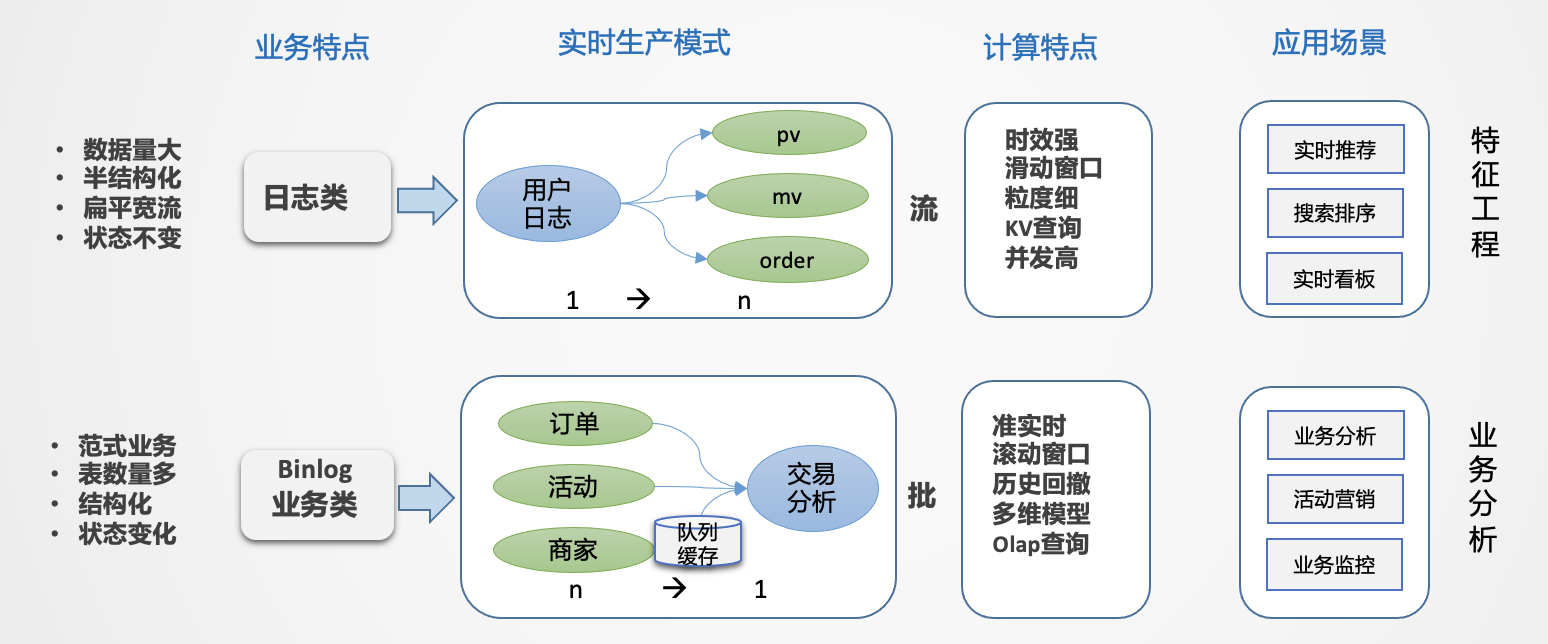 业务特点
实时生产模式
计算特点
应用场景
• 数据量大
• 半结构化
• 扁平宽流
• 状态不变
日志类
用户
日志
pv
mv
order
1 → n
流
时效强
滑动窗口
粒度细
KV查询
并发高
实时推荐
搜索排序
实时看板
特
征
工
程
• 范式业务
• 表数量多
• 结构化
• 状态变化
Binlog
业务类
订单
活动
商家
队列
缓存
交易
分析
n → 1
批
准实时
滚动窗口
历史回撤
多维模型
Olap查询
业务分析
活动营销
业务监控
业
务
分
析